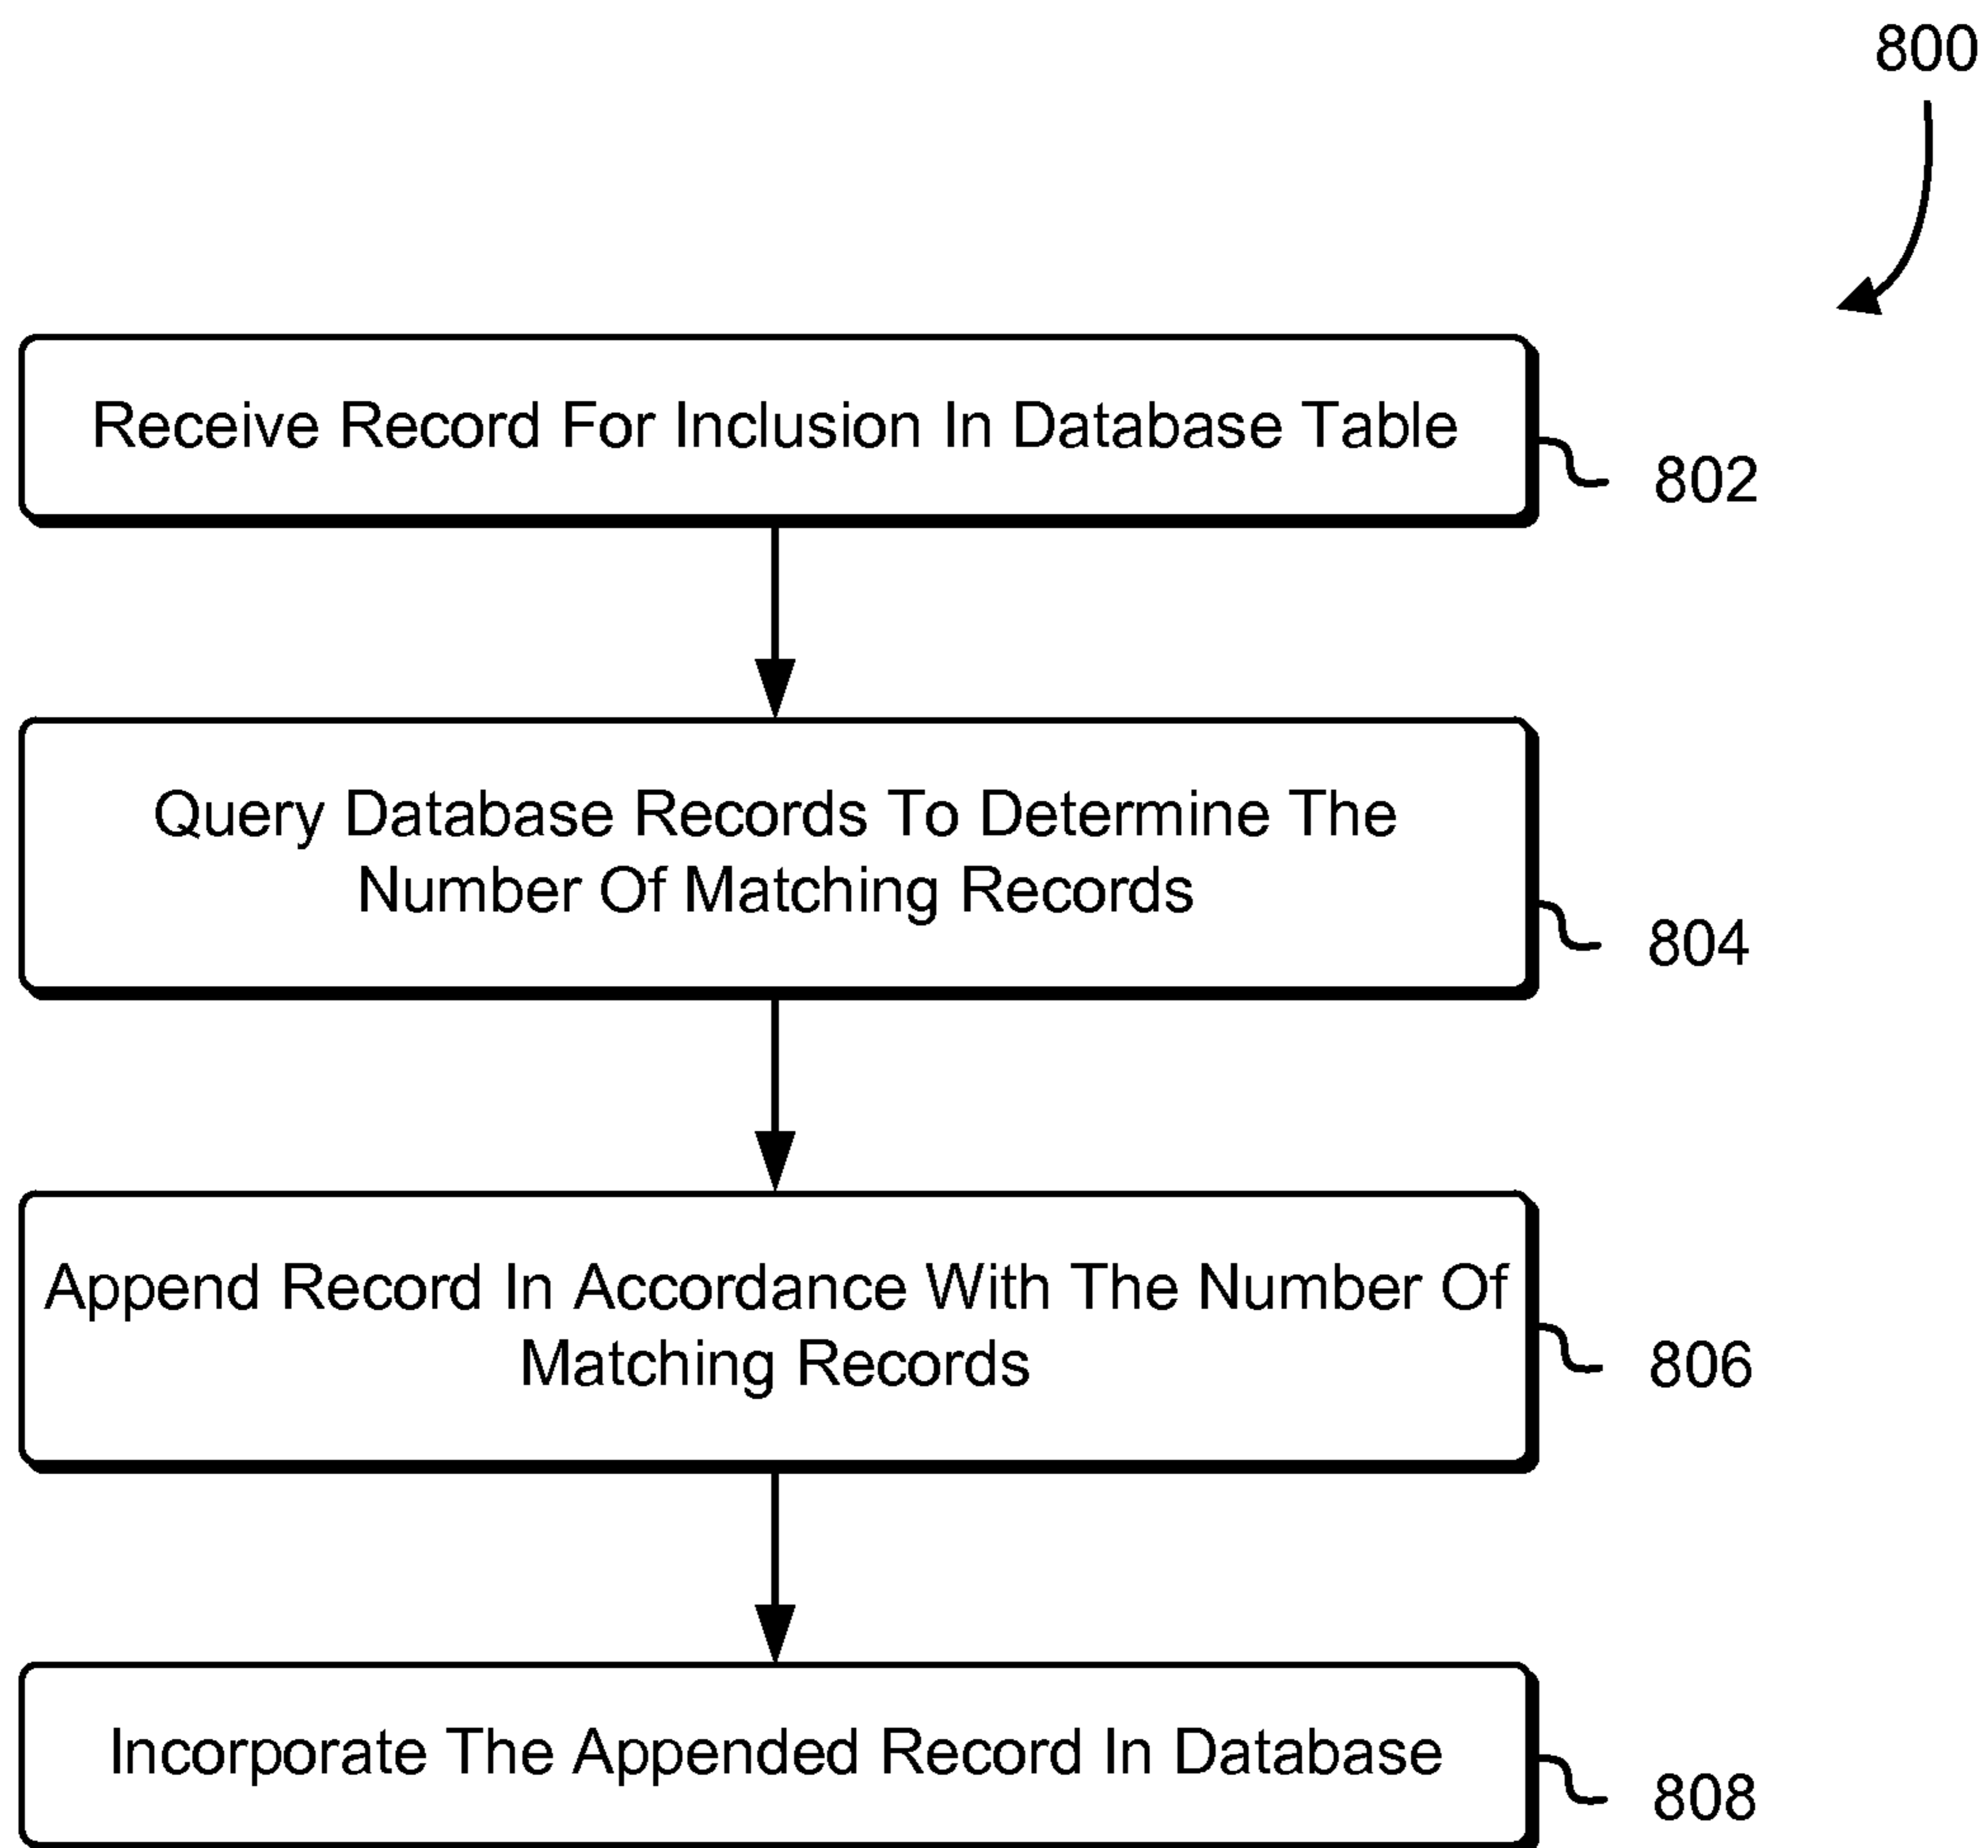 800
Receive Record For Inclusion In Database Table
802
Query Database Records To Determine The
Number Of Matching Records
804
Append Record In Accordance With The Number Of
Matching Records
806
Incorporate The Appended Record In Database
808